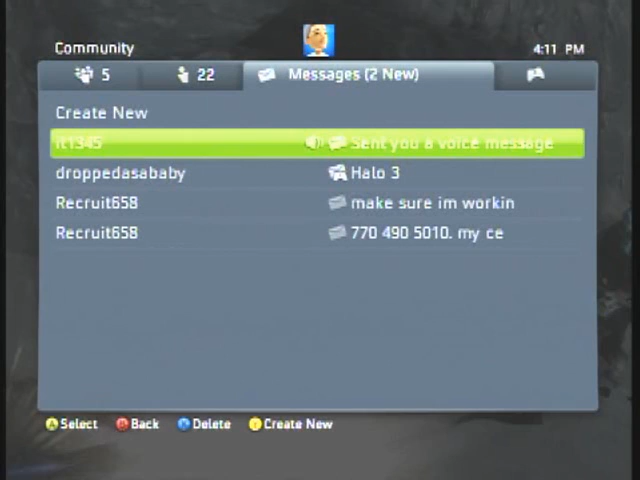 Community
4:11 PM
5
22
Messages (2 New)
Create New
it1345 Sent you a voice message
droppedasababy Halo 3
Recruit658 make sure im workin
Recruit658 770 490 5010. my ce
A Select B Back X Delete Y Create New